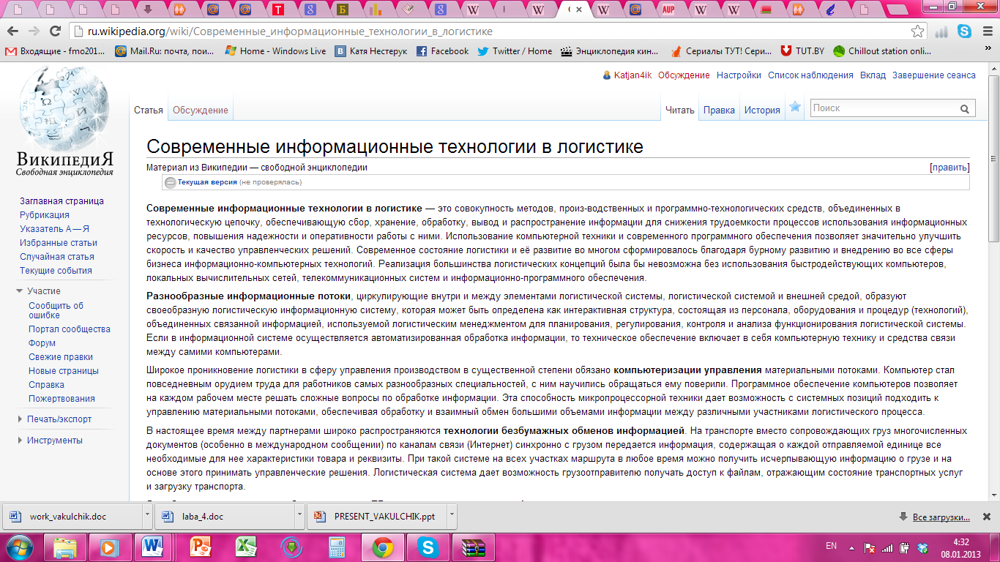 ru.wikipedia.org/wiki/Современные_информационные_технологии_в_логистике
Входящие - fmo201...
Mail.Ru: почта, пои...
Home - Windows Live
Катя Нестерук
Facebook
Twitter / Home
Энциклопедия кин...
Сериалы ТУТ! Сери...
TUT.BY
Chillout station onli...
Katjan4ik Обсуждение Настройки Список наблюдения Вклад Завершение сеанса
Статья Обсуждение Читать Правка История Поиск
ВикипедиЯ
Свободная энциклопедия
Заглавная страница
Рубрикация
Указатель А — Я
Избранные статьи
Случайная статья
Текущие события
Участие
Сообщить об
ошибке
Портал сообщества
Форум
Свежие правки
Новые страницы
Справка
Пожертвования
Печать/экспорт
Инструменты
Современные информационные технологии в логистике
Материал из Википедии — свободной энциклопедии [править]
Текущая версия (не проверялась)
Современные информационные технологии в логистике — это совокупность методов, произ-водственных и программно-технологических средств, объединенных в
технологическую цепочку, обеспечивающую сбор, хранение, обработку, вывод и распространение информации для снижения трудоемкости процессов использования информационных
ресурсов, повышения надежности и оперативности работы с ними. Использование компьютерной техники и современного программного обеспечения позволяет значительно улучшить
скорость и качество управленческих решений. Современное состояние логистики и её развитие во многом сформировалось благодаря бурному развитию и внедрению во все сферы
бизнеса информационно-компьютерных технологий. Реализация большинства логистических концепций была бы невозможна без использования быстродействующих компьютеров,
локальных вычислительных сетей, телекоммуникационных систем и информационно-программного обеспечения.
Разнообразные информационные потоки, циркулирующие внутри и между элементами логистической системы, логистической системой и внешней средой, образуют
своеобразную логистическую информационную систему, которая может быть определена как интерактивная структура, состоящая из персонала, оборудования и процедур (технологий),
объединенных связанной информацией, используемой логистическим менеджментом для планирования, регулирования, контроля и анализа функционирования логистической системы.
Если в информационной системе осуществляется автоматизированная обработка информации, то техническое обеспечение включает в себя компьютерную технику и средства связи
между самими компьютерами.
Широкое проникновение логистики в сферу управления производством в существенной степени обязано компьютеризации управления материальными потоками. Компьютер стал
повседневным орудием труда для работников самых разнообразных специальностей, с ним научились обращаться ему поверили. Программное обеспечение компьютеров позволяет
на каждом рабочем месте решать сложные вопросы по обработке информации. Эта способность микропроцессорной техники дает возможность с системных позиций подходить к
управлению материальными потоками, обеспечивая обработку и взаимный обмен большими объемами информации между различными участниками логистического процесса.
В настоящее время между партнерами широко распространяются технологии безбумажных обменов информацией. На транспорте вместо сопровождающих груз многочисленных
документов (особенно в международном сообщении) по каналам связи (Интернет) синхронно с грузом передается информация, содержащая о каждой отправляемой единице все
необходимые для нее характеристики товара и реквизиты. При такой системе на всех участках маршрута в любое время можно получить исчерпывающую информацию о грузе и на
основе этого принимать управленческие решения. Логистическая система дает возможность грузоотправителю получать доступ к файлам, отражающим состояние транспортных услуг
и загрузку транспорта.
work_vakulchik.doc
laba_4.doc
PRESENT_VAKULCHIK.ppt
Все загрузки...
EN
4:32
08.01.2013